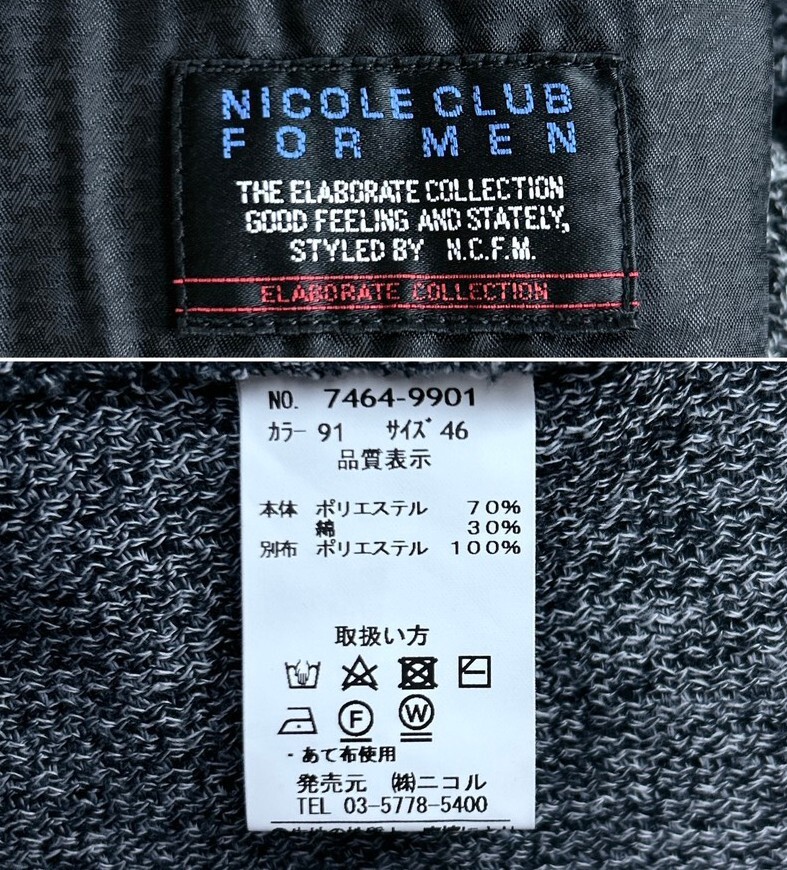 NICOLE CLUB
FOR MEN
THE ELABORATE COLLECTION
GOOD FEELING AND STATELY,
STYLED BY N.C.F.M.
ELABORATE COLLECTION
NO. 7464-9901
カラー 91 サイズ 46
品質表示
本体 ポリエステル 70%
綿 30%
別布 ポリエステル 100%
取扱い方
F W
・あて布使用
発売元 ㈱ニコル
TEL 03-5778-5400